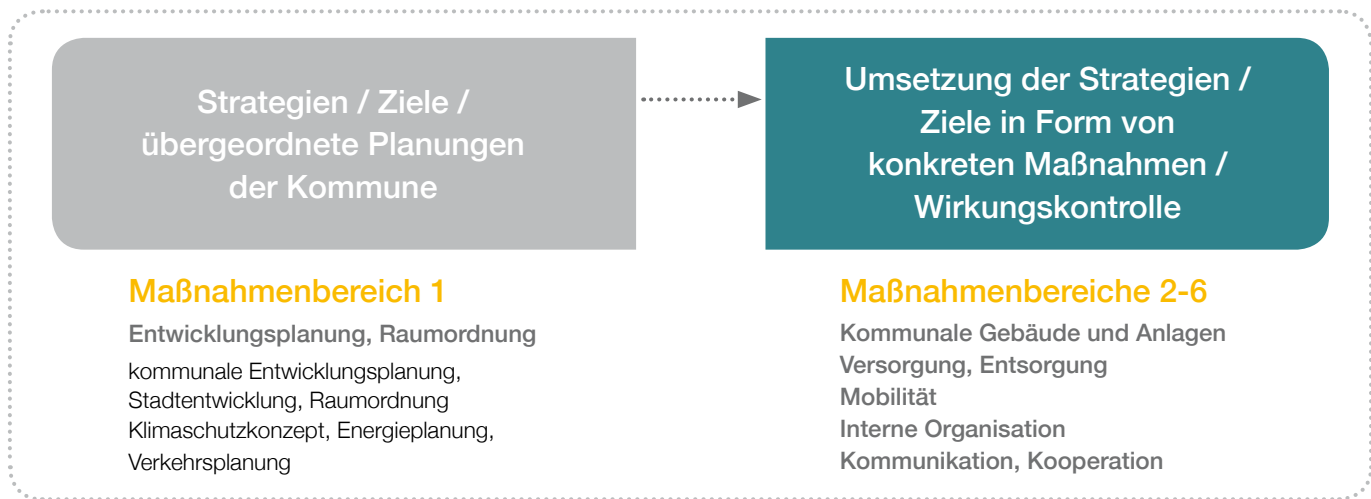 Strategien / Ziele /
übergeordnete Planungen
der Kommune
Umsetzung der Strategien /
Ziele in Form von
konkreten Maßnahmen /
Wirkungskontrolle
Maßnahmenbereich 1
Entwicklungsplanung, Raumordnung
kommunale Entwicklungsplanung,
Stadtentwicklung, Raumordnung
Klimaschutzkonzept, Energieplanung,
Verkehrsplanung
Maßnahmenbereiche 2-6
Kommunale Gebäude und Anlagen
Versorgung, Entsorgung
Mobilität
Interne Organisation
Kommunikation, Kooperation